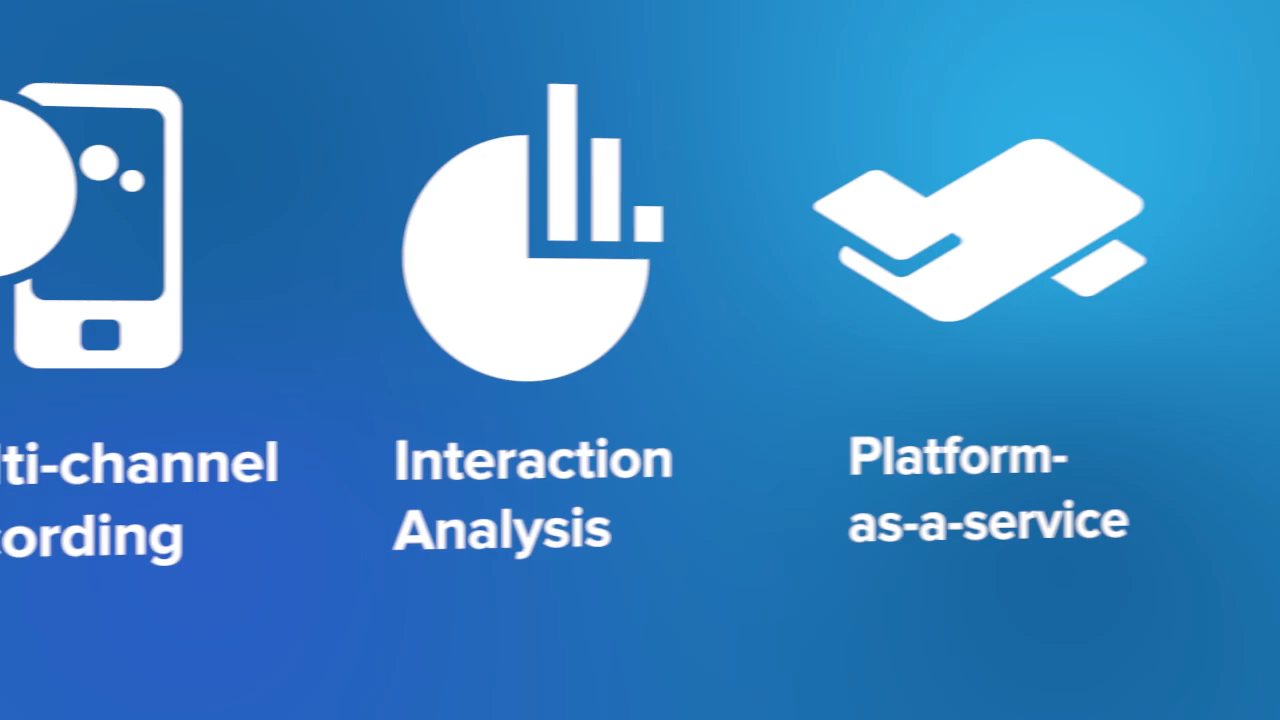 lti-channel
cording
Interaction
Analysis
Platform-
as-a-service